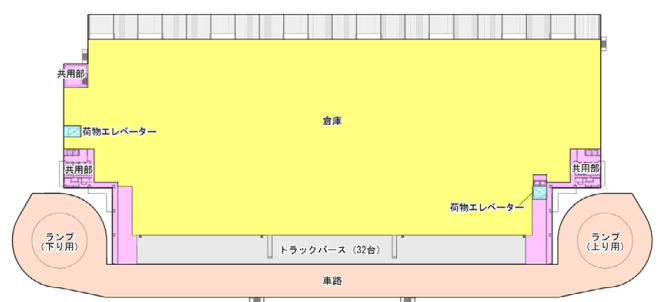 共用部
倉庫
荷物エレベーター
共用部
共用部
荷物エレベーター
ランプ
(下り用)
トラックバース（32台）
ランプ
(上り用)
車路